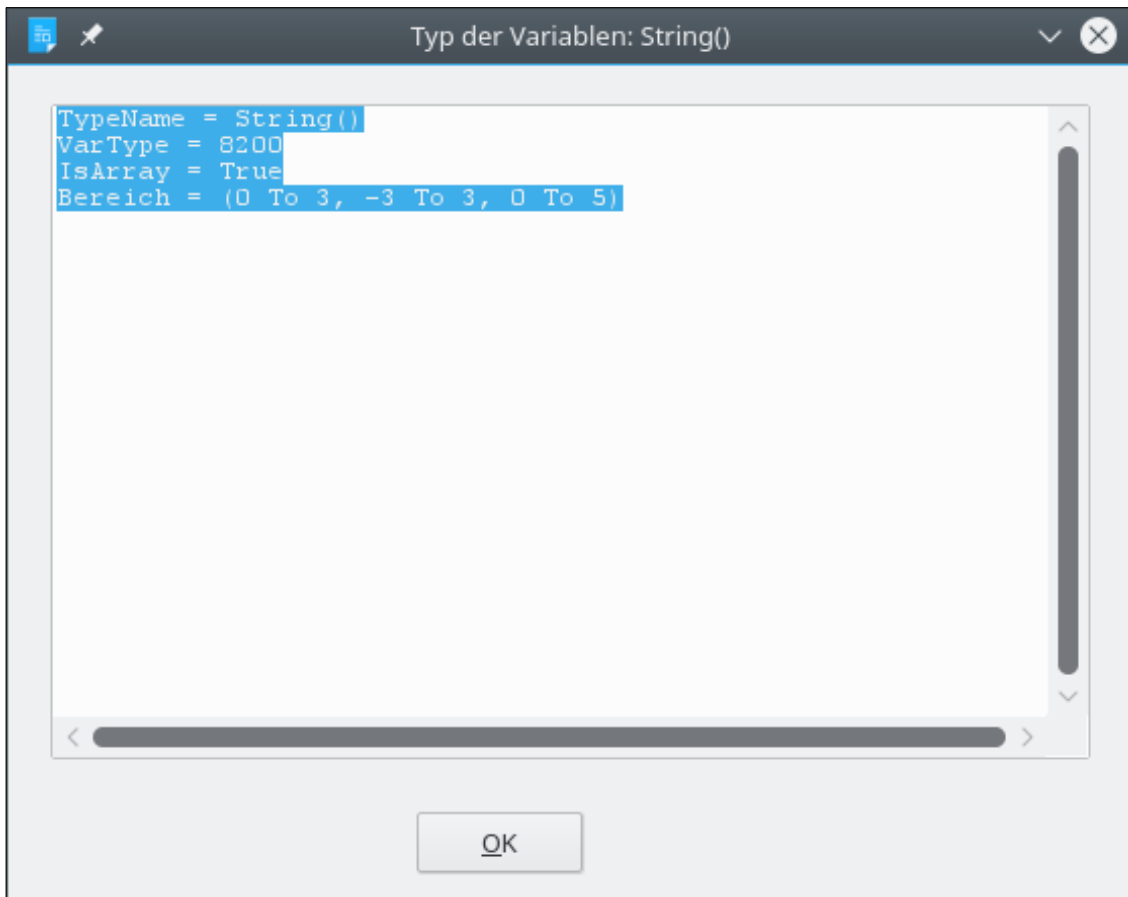 Typ der Variablen: String()
TypeName = String()
VarType = 8200
IsArray = True
Bereich = (0 To 3, -3 To 3, 0 To 5)
OK